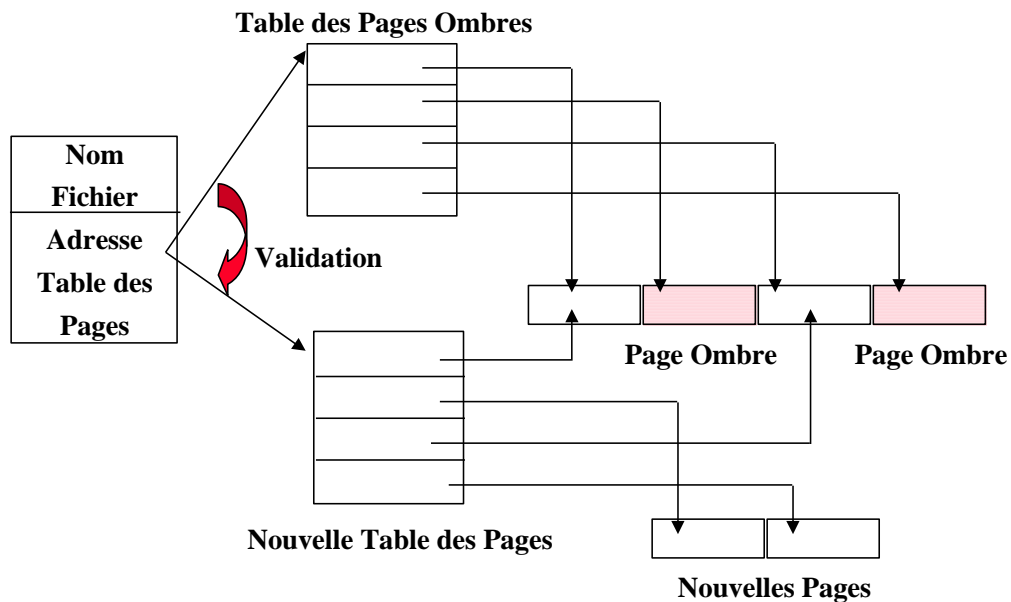 Table des Pages Ombres
Nom
Fichier
Adresse
Table des
Pages
Validation
Page Ombre
Page Ombre
Nouvelle Table des Pages
Nouvelles Pages